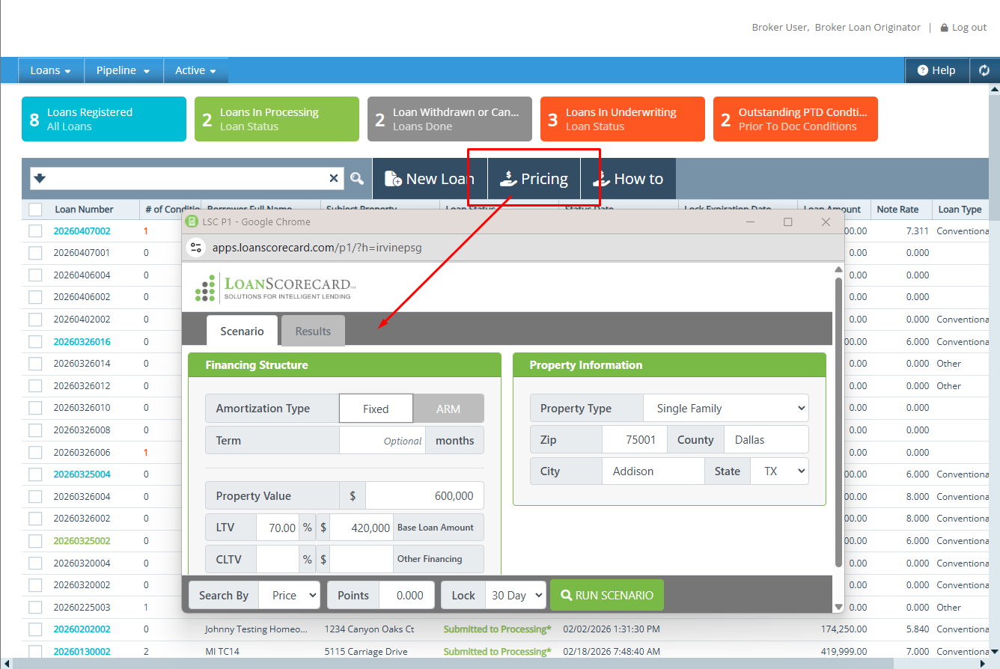 Broker User,  Broker Loan Originator | Log out
Loans Pipeline Active Help
8 Loans Registered All Loans
2 Loans In Processing Loan Status
2 Loan Withdrawn or Can... Loans Done
3 Loans In Underwriting Loan Status
2 Outstanding PTD Conditi... Prior To Doc Conditions
New Loan Pricing How to
Loan Number # of Conditio Borrower Full Name Subject Property Loan Status Status Date Lock Expiration Date Loan Amount Note Rate Loan Type
LSC P1 - Google Chrome
apps.loanscorecard.com/p1/?h=irvinepsg
LOANSCORECARD
SOLUTIONS FOR INTELLIGENT LENDING
Scenario Results
Financing Structure
Amortization Type Fixed ARM
Term Optional months
Property Value $ 600,000
LTV 70.00 % $ 420,000 Base Loan Amount
CLTV % $ Other Financing
Property Information
Property Type Single Family
Zip 75001 County Dallas
City Addison State TX
Search By Price Points 0.000 Lock 30 Day RUN SCENARIO
20260407002 1 00.00 7.311 Conventiona
20260407001 0 0.00 0.000
20260406004 0 0.00 0.000
20260406002 0 0.00 0.000
20260402002 0 0.00 0.000 Conventiona
20260326016 0 00.00 6.000 Conventiona
20260326014 0 0.00 0.000 Other
20260326012 0 0.00 0.000 Other
20260326010 0 0.00 0.000
20260326008 0 0.00 0.000
20260326006 1 0.00 0.000
20260325004 0 00.00 6.000 Conventiona
20260326004 0 00.00 8.000 Conventiona
20260326002 0 00.00 8.000 Conventiona
20260325002 0 00.00 6.000 Conventiona
20260320004 0 0.00 0.000 Conventiona
20260320002 0 0.00 0.000 Conventiona
20260225003 1 0.00 0.000 Other
20260202002 0 Johnny Testing Homeo... 1234 Canyon Oaks Ct Submitted to Processing* 02/02/2026 1:31:30 PM 174,250.00 5.840 Conventiona
20260130002 2 MI TC14 5115 Carriage Drive Submitted to Processing* 02/18/2026 7:48:40 AM 419,999.00 7.000 Conventiona